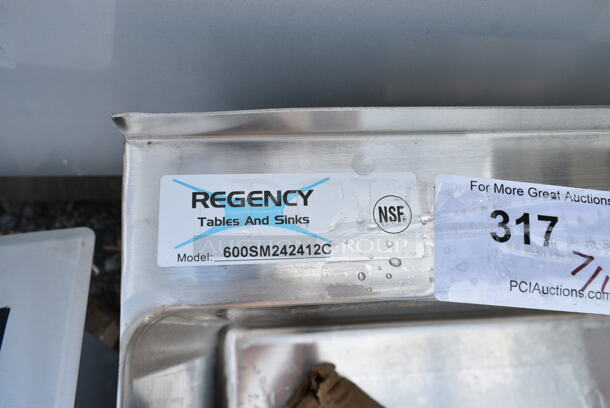 REGENCY
Tables And Sinks
Model: 600SM242412C
NSF
For More Great Auctions
317
PCIAuctions.com